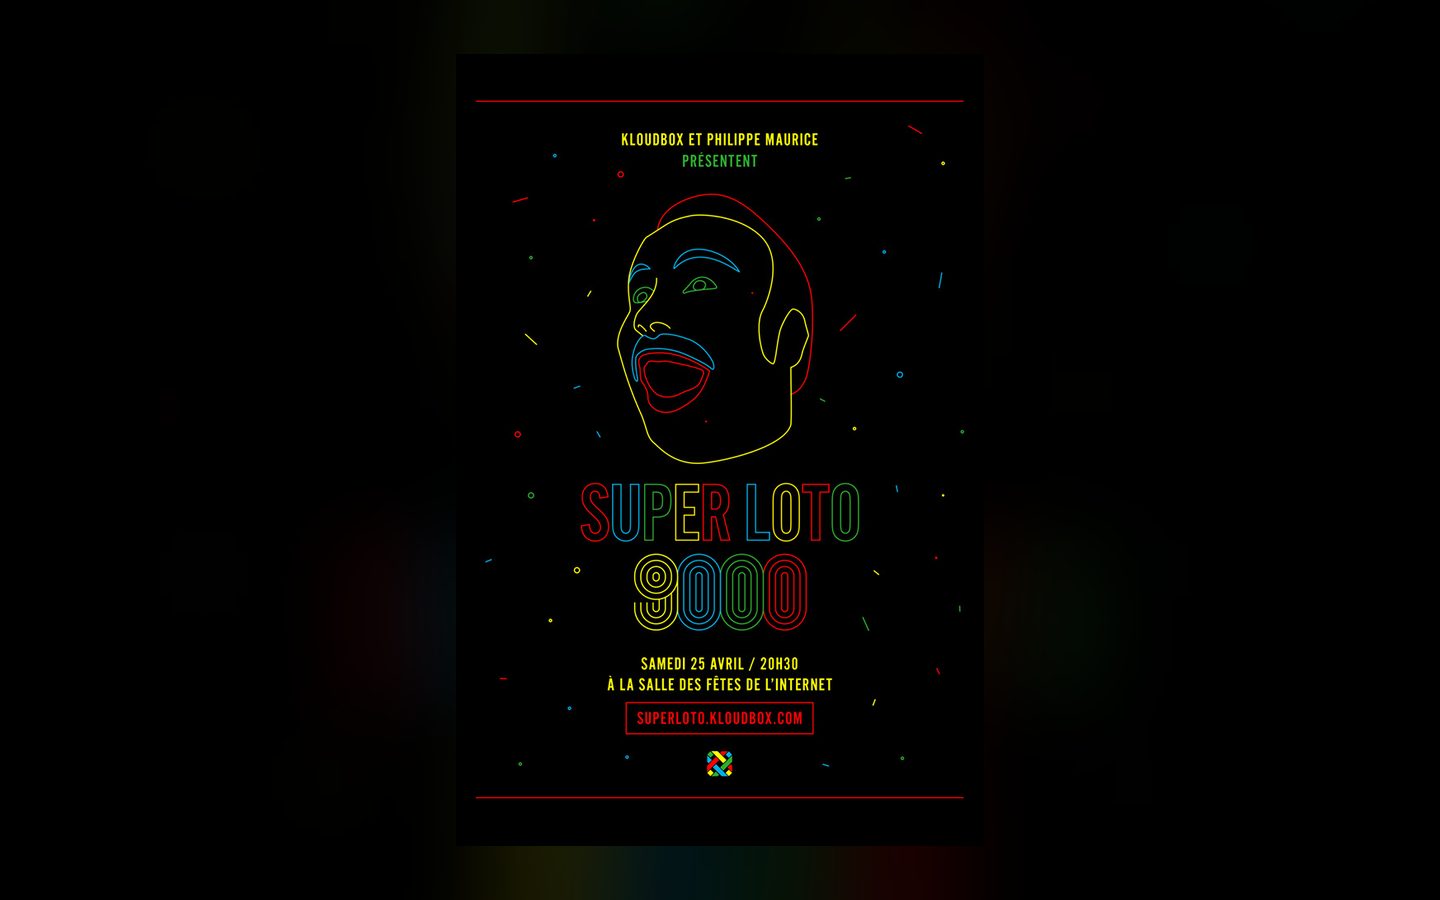 KLOUDBOX ET PHILIPPE MAURICE
PRÉSENTENT
SUPER LOTO
9000
SAMEDI 25 AVRIL / 20H30
À LA SALLE DES FÊTES DE L'INTERNET
SUPERLOTO.KLOUDBOX.COM